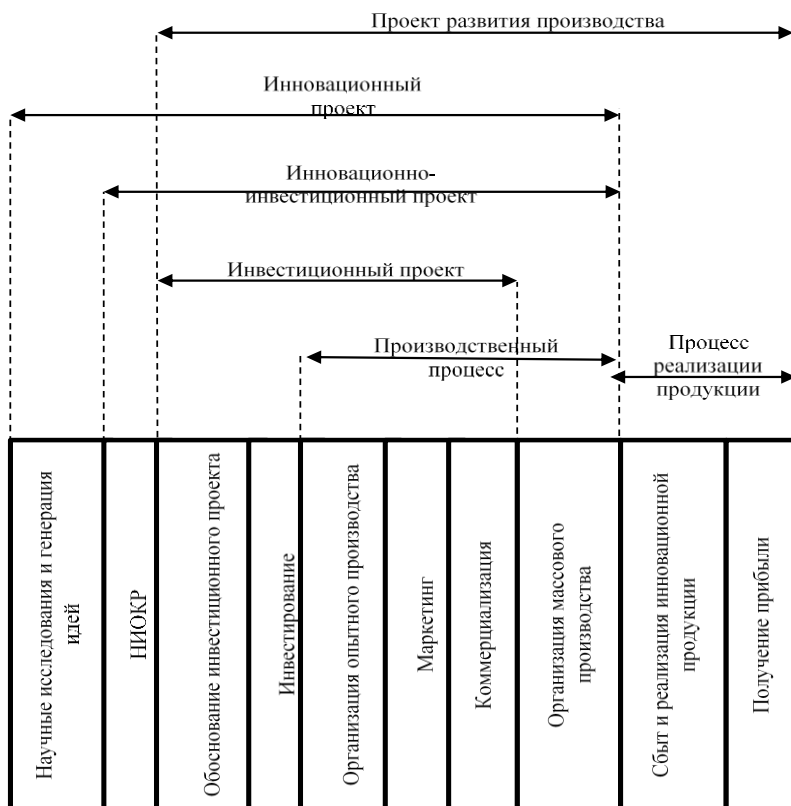 Проект развития производства
Инновационный
проект
Инновационно-
инвестиционный проект
Инвестиционный проект
Производственный
процесс
Процесс
реализации
продукции
Научные исследования и генерация
идей
НИОКР
Обоснование инвестиционного проекта
Инвестирование
Организация опытного производства
Маркетинг
Коммерциализация
Организация массового
производства
Сбыт и реализация инновационной
продукции
Получение прибыли